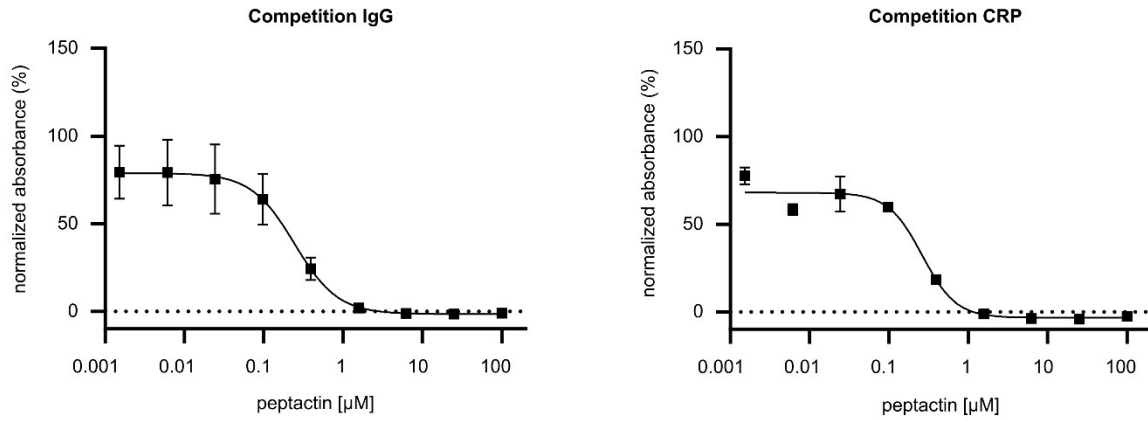 Competition IgG
150
100
50
0
normalized absorbance (%)
0.001 0.01 0.1 1 10 100
peptactin [µM]
Competition CRP
150
100
50
0
normalized absorbance (%)
0.001 0.01 0.1 1 10 100
peptactin [µM]